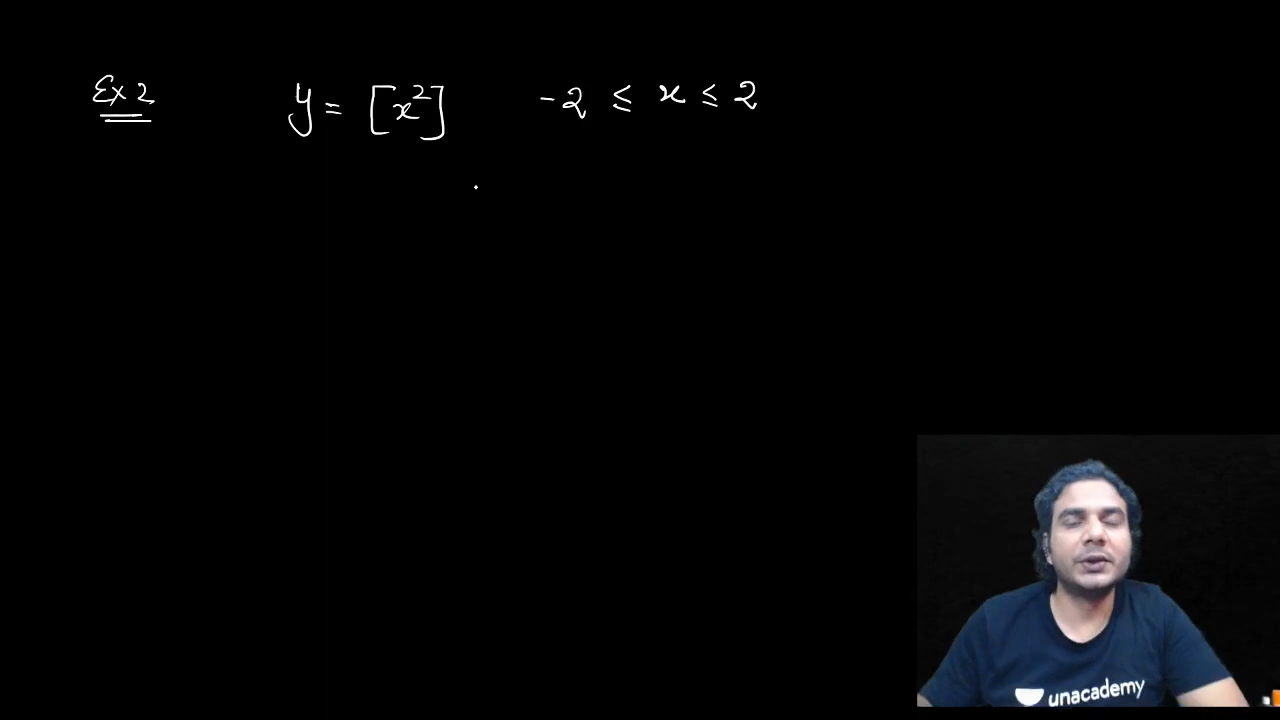 Ex 2 y = [x²] -2 ≤ x ≤ 2
unacademy